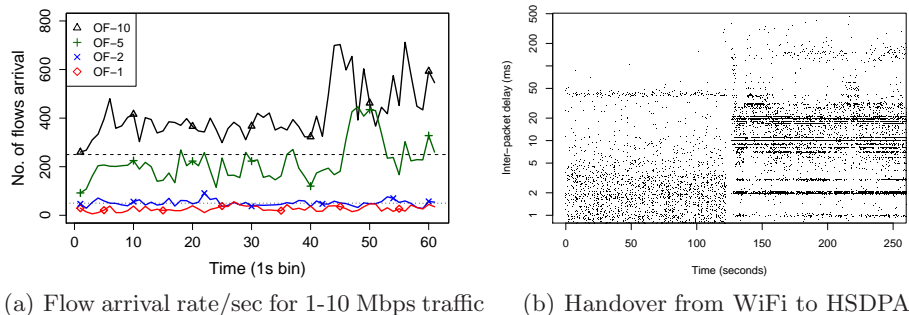 No. of flows arrival
800
600
400
200
0
OF−10
OF−5
OF−2
OF−1
0 10 20 30 40 50 60
Time (1s bin)
Inter−packet delay (ms)
500
150
50
20
10
5
2
1
0 50 100 150 200 250
Time (seconds)
(a) Flow arrival rate/sec for 1-10 Mbps traffic
(b) Handover from WiFi to HSDPA